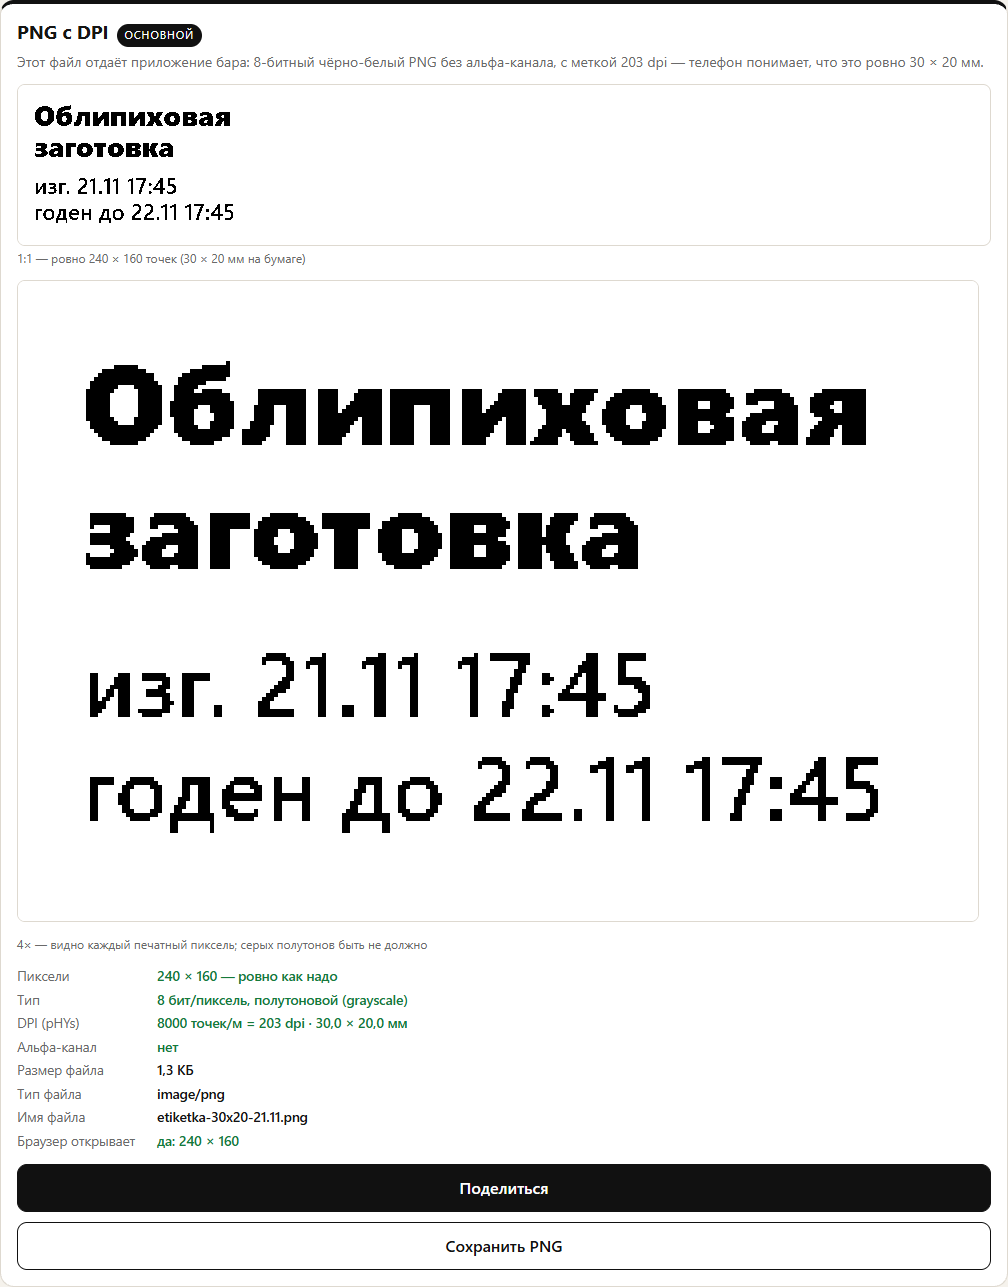 PNG с DPI ОСНОВНОЙ
Этот файл отдаёт приложение бара: 8-битный чёрно-белый PNG без альфа-канала, с меткой 203 dpi — телефон понимает, что это ровно 30 × 20 мм.
Облипиховая
заготовка
изг. 21.11 17:45
годен до 22.11 17:45
1:1 — ровно 240 × 160 точек (30 × 20 мм на бумаге)
Облипиховая
заготовка
изг. 21.11 17:45
годен до 22.11 17:45
4× — видно каждый печатный пиксель; серых полутонов быть не должно
Пиксели 240 × 160 — ровно как надо
Тип 8 бит/пиксель, полутоновой (grayscale)
DPI (pHYs) 8000 точек/м = 203 dpi · 30,0 × 20,0 мм
Альфа-канал нет
Размер файла 1,3 КБ
Тип файла image/png
Имя файла etiketka-30x20-21.11.png
Браузер открывает да: 240 × 160
Поделиться
Сохранить PNG